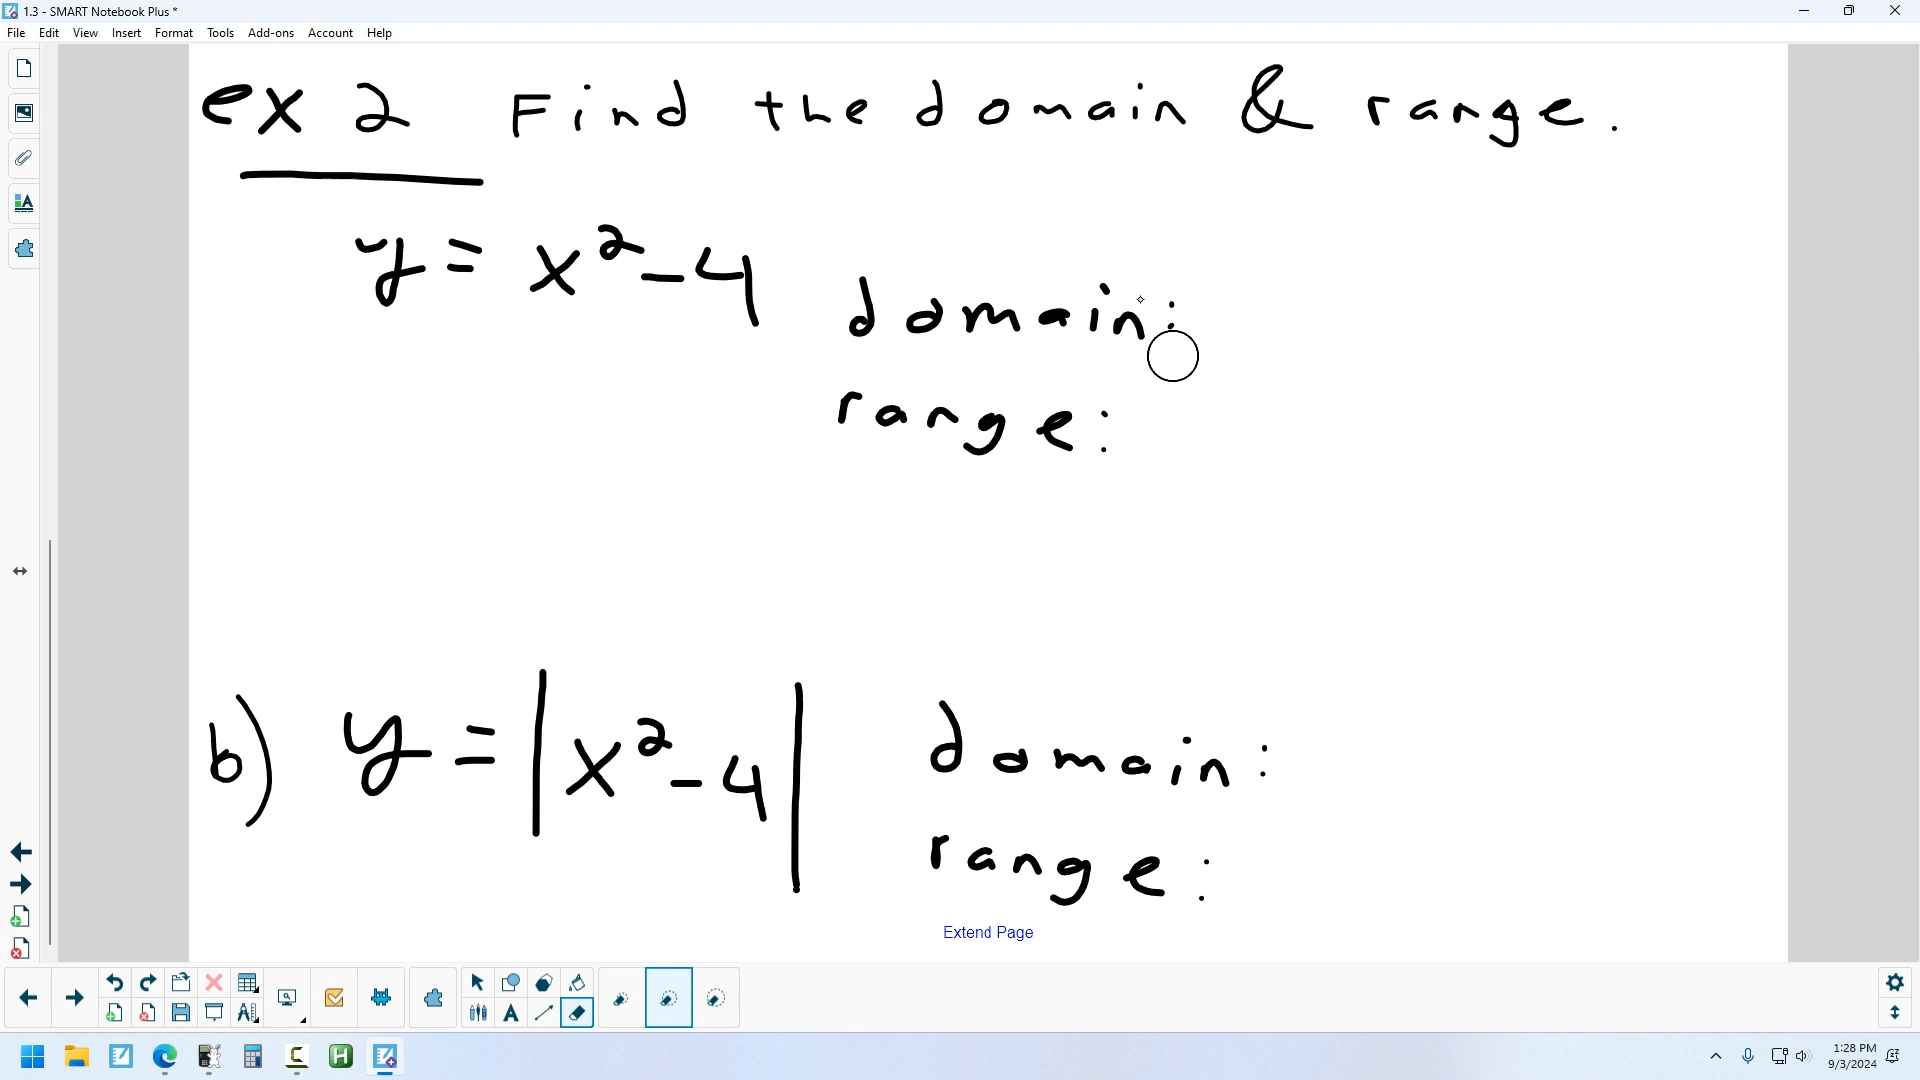 1.3 - SMART Notebook Plus *
File Edit View Insert Format Tools Add-ons Account Help
ex 2 Find the domain & range.
y = x² - 4
domain:
range:
b) y = |x² - 4| domain:
range:
Extend Page
1:28 PM
9/3/2024